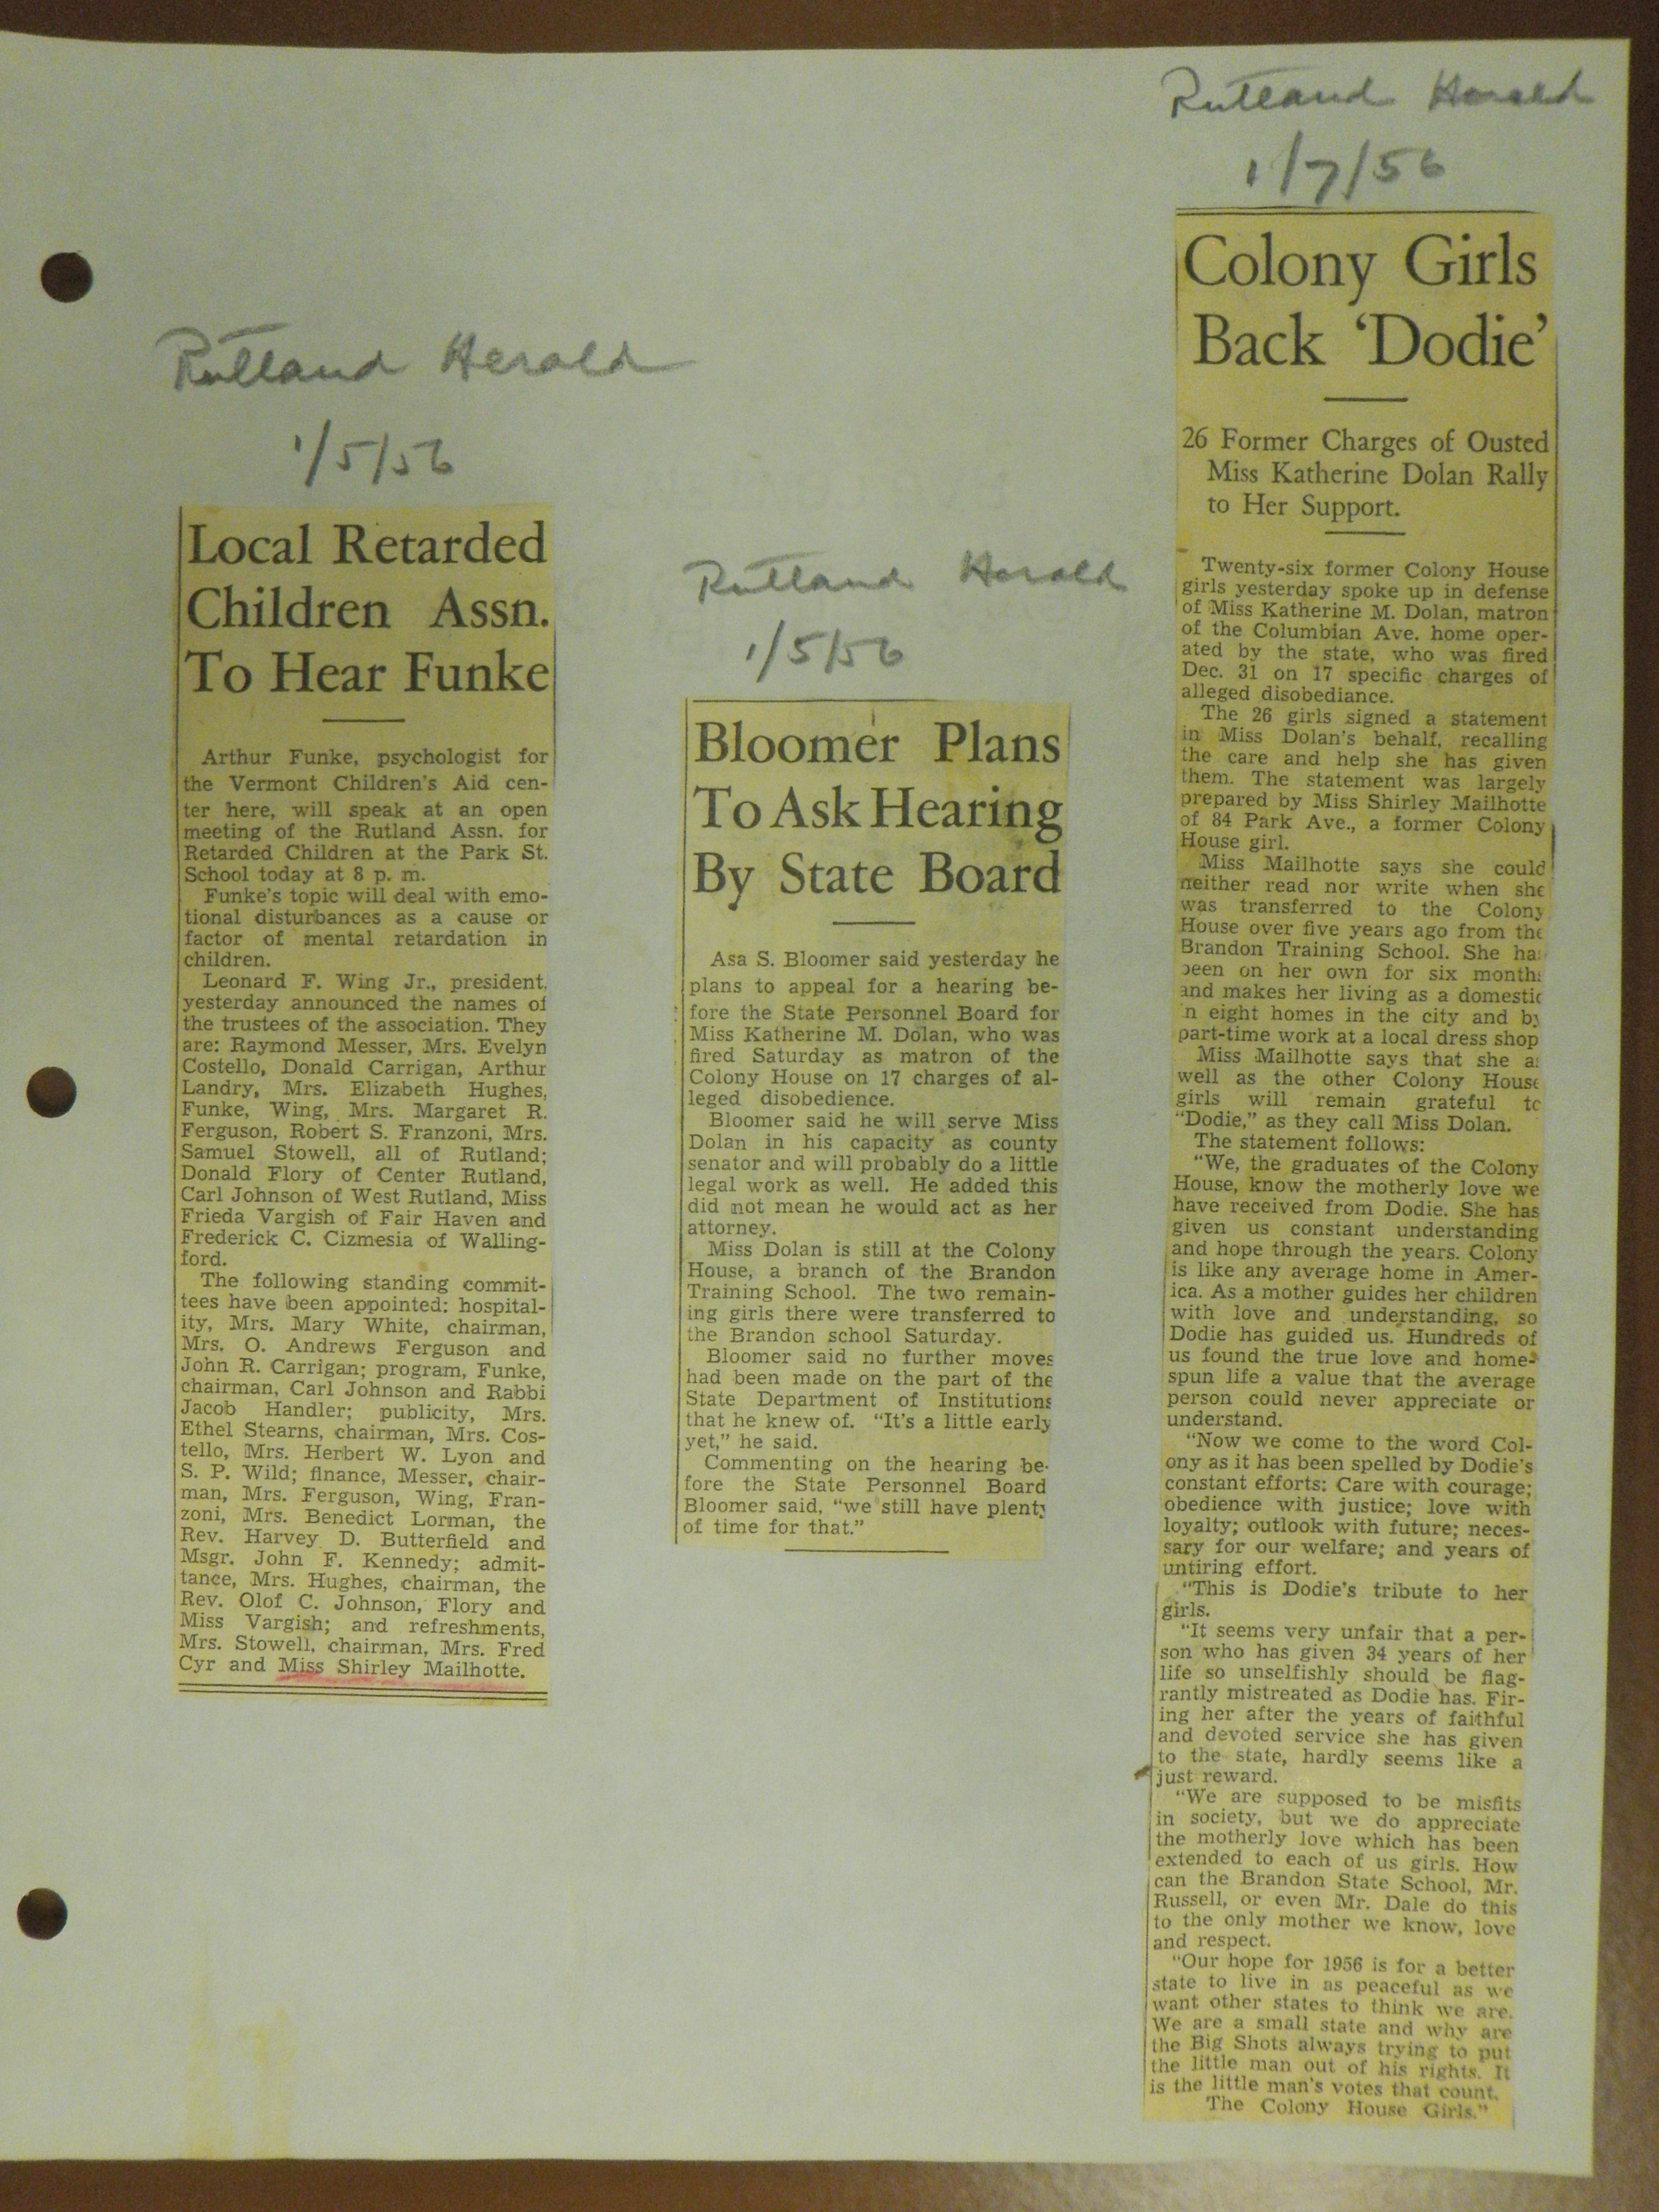 Rutland Herald
1/5/56
Local Retarded
Children Assn.
To Hear Funke
Arthur Funke, psychologist for
the Vermont Children's Aid cen-
ter here, will speak at an open
meeting of the Rutland Assn. for
Retarded Children at the Park St.
School today at 8 p. m.
Funke's topic will deal with emo-
tional disturbances as a cause or
factor of mental retardation in
children.
Leonard F. Wing Jr., president,
yesterday announced the names of
the trustees of the association. They
are: Raymond Messer, Mrs. Evelyn
Costello, Donald Carrigan, Arthur
Landry, Mrs. Elizabeth Hughes,
Funke, Wing, Mrs. Margaret R.
Ferguson, Robert S. Franzoni, Mrs.
Samuel Stowell, all of Rutland;
Donald Flory of Center Rutland,
Carl Johnson of West Rutland, Miss
Frieda Vargish of Fair Haven and
Frederick C. Cizmesia of Walling-
ford.
The following standing commit-
tees have been appointed: hospital-
ity, Mrs. Mary White, chairman,
Mrs. O. Andrews Ferguson and
John R. Carrigan; program, Funke,
chairman, Carl Johnson and Rabbi
Jacob Handler; publicity, Mrs.
Ethel Stearns, chairman, Mrs. Cos-
tello, Mrs. Herbert W. Lyon and
S. P. Wild; finance, Messer, chair-
man, Mrs. Ferguson, Wing, Fran-
zoni, Mrs. Benedict Lorman, the
Rev. Harvey D. Butterfield and
Msgr. John F. Kennedy; admit-
tance, Mrs. Hughes, chairman, the
Rev. Olof C. Johnson, Flory and
Miss Vargish; and refreshments,
Mrs. Stowell, chairman, Mrs. Fred
Cyr and Miss Shirley Mailhotte.
Rutland Herald
1/5/56
Bloomer Plans
To Ask Hearing
By State Board
Asa S. Bloomer said yesterday he
plans to appeal for a hearing be-
fore the State Personnel Board for
Miss Katherine M. Dolan, who was
fired Saturday as matron of the
Colony House on 17 charges of al-
leged disobedience.
Bloomer said he will serve Miss
Dolan in his capacity as county
senator and will probably do a little
legal work as well. He added this
did not mean he would act as her
attorney.
Miss Dolan is still at the Colony
House, a branch of the Brandon
Training School. The two remain-
ing girls there were transferred to
the Brandon school Saturday.
Bloomer said no further moves
had been made on the part of the
State Department of Institutions
that he knew of. "It's a little early
yet," he said.
Commenting on the hearing be-
fore the State Personnel Board
Bloomer said, "we still have plenty
of time for that."
Rutland Herald
1/7/56
Colony Girls
Back 'Dodie'
26 Former Charges of Ousted
Miss Katherine Dolan Rally
to Her Support.
Twenty-six former Colony House
girls yesterday spoke up in defense
of Miss Katherine M. Dolan, matron
of the Columbian Ave. home oper-
ated by the state, who was fired
Dec. 31 on 17 specific charges of
alleged disobediance.
The 26 girls signed a statement
in Miss Dolan's behalf, recalling
the care and help she has given
them. The statement was largely
prepared by Miss Shirley Mailhotte
of 84 Park Ave., a former Colony
House girl.
Miss Mailhotte says she could
neither read nor write when she
was transferred to the Colony
House over five years ago from the
Brandon Training School. She has
been on her own for six months
and makes her living as a domestic
in eight homes in the city and by
part-time work at a local dress shop
Miss Mailhotte says that she as
well as the other Colony House
girls will remain grateful to
"Dodie," as they call Miss Dolan.
The statement follows:
"We, the graduates of the Colony
House, know the motherly love we
have received from Dodie. She has
given us constant understanding
and hope through the years. Colony
is like any average home in Amer-
ica. As a mother guides her children
with love and understanding, so
Dodie has guided us. Hundreds of
us found the true love and home-
spun life a value that the average
person could never appreciate or
understand.
"Now we come to the word Col-
ony as it has been spelled by Dodie's
constant efforts: Care with courage;
obedience with justice; love with
loyalty; outlook with future; neces-
sary for our welfare; and years of
untiring effort.
"This is Dodie's tribute to her
girls.
"It seems very unfair that a per-
son who has given 34 years of her
life so unselfishly should be flag-
rantly mistreated as Dodie has. Fir-
ing her after the years of faithful
and devoted service she has given
to the state, hardly seems like a
just reward.
"We are supposed to be misfits
in society, but we do appreciate
the motherly love which has been
extended to each of us girls. How
can the Brandon State School, Mr.
Russell, or even Mr. Dale do this
to the only mother we know, love
and respect.
"Our hope for 1956 is for a better
state to live in as peaceful as we
want other states to think we are.
We are a small state and why are
the Big Shots always trying to put
the little man out of his rights. It
is the little man's votes that count.
The Colony House Girls."